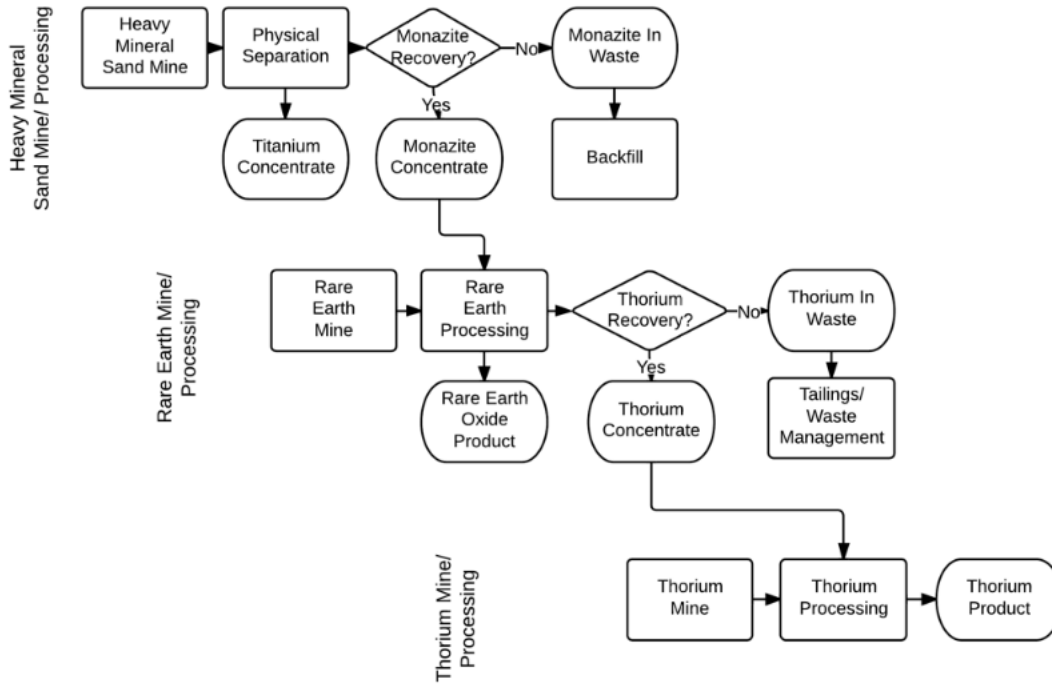 Heavy Mineral
Sand Mine/ Processing
Heavy
Mineral
Sand Mine
Physical
Separation
Monazite
Recovery?
No
Monazite In
Waste
Yes
Titanium
Concentrate
Monazite
Concentrate
Backfill
Rare Earth Mine/
Processing
Rare
Earth
Mine
Rare
Earth
Processing
Thorium
Recovery?
No
Thorium In
Waste
Yes
Rare Earth
Oxide
Product
Thorium
Concentrate
Tailings/
Waste
Management
Thorium Mine/
Processing
Thorium
Mine
Thorium
Processing
Thorium
Product